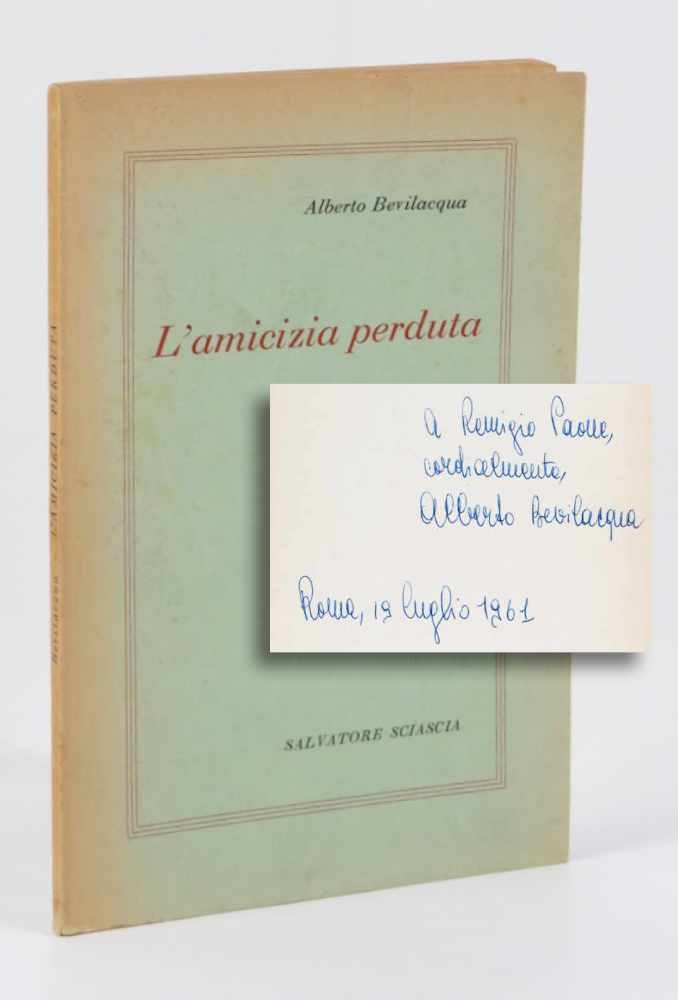 Alberto Bevilacqua
L'amicizia perduta
SALVATORE SCIASCIA
Bevilacqua L'AMICIZIA PERDUTA
A Remigio Paone,
cordialmente,
Alberto Bevilacqua
Roma, 19 luglio 1961